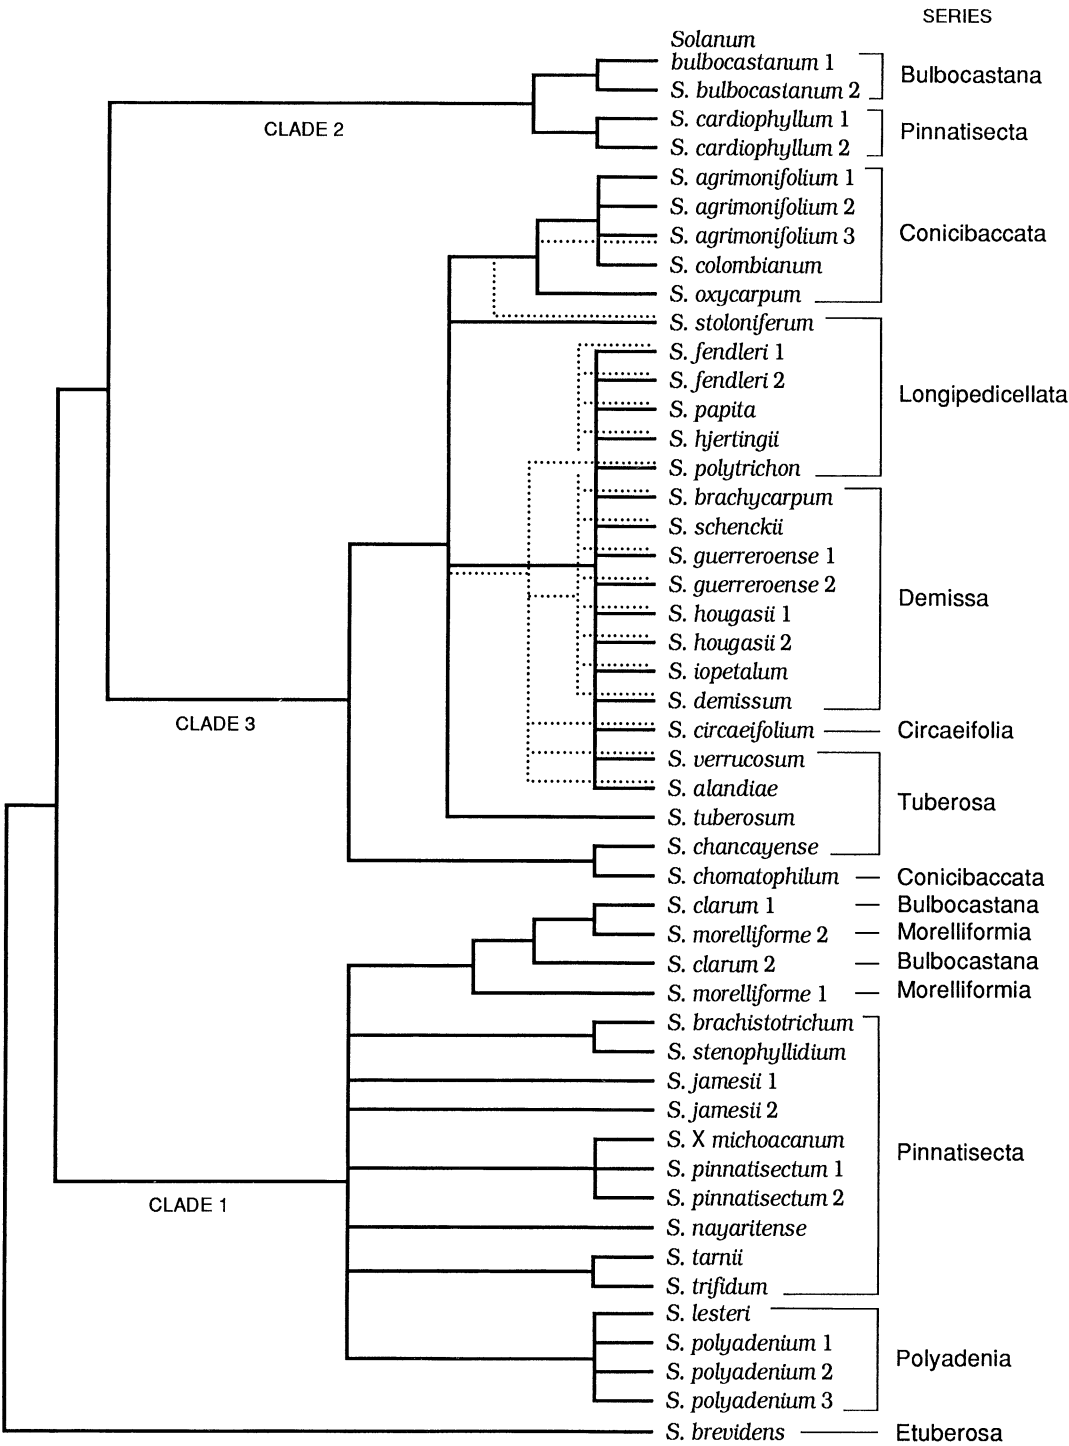 SERIES
Solanum
bulbocastanum 1
Bulbocastana
S. bulbocastanum 2
CLADE 2
S. cardiophyllum 1
Pinnatisecta
S. cardiophyllum 2
S. agrimonifolium 1
S. agrimonifolium 2
S. agrimonifolium 3
Conicibaccata
S. colombianum
S. oxycarpum
S. stoloniferum
S. fendleri 1
S. fendleri 2
Longipedicellata
S. papita
S. hjertingii
S. polytrichon
S. brachycarpum
S. schenckii
S. guerreroense 1
S. guerreroense 2
Demissa
S. hougasii 1
S. hougasii 2
S. iopetalum
S. demissum
CLADE 3
S. circaeifolium
Circaeifolia
S. verrucosum
S. alandiae
Tuberosa
S. tuberosum
S. chancayense
S. chomatophilum
Conicibaccata
S. clarum 1
Bulbocastana
S. morelliforme 2
Morelliformia
S. clarum 2
Bulbocastana
S. morelliforme 1
Morelliformia
S. brachistotrichum
S. stenophyllidium
S. jamesii 1
S. jamesii 2
S. X michoacanum
Pinnatisecta
S. pinnatisectum 1
S. pinnatisectum 2
CLADE 1
S. nayaritense
S. tarnii
S. trifidum
S. lesteri
S. polyadenium 1
Polyadenia
S. polyadenium 2
S. polyadenium 3
S. brevidens
Etuberosa